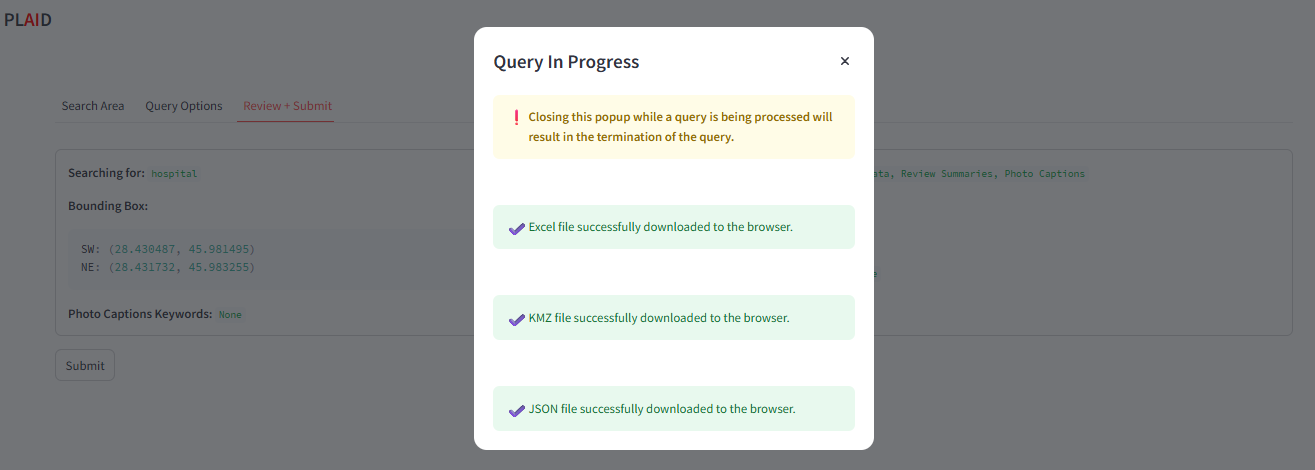 PLAID
Query In Progress
×
Closing this popup while a query is being processed will
result in the termination of the query.
Excel file successfully downloaded to the browser.
KMZ file successfully downloaded to the browser.
JSON file successfully downloaded to the browser.
Search Area Query Options Review + Submit
Searching for: hospital
Bounding Box:
SW: (28.430487, 45.981495)
NE: (28.431732, 45.983255)
Photo Captions Keywords: None
Review Summaries, Photo Captions
Submit